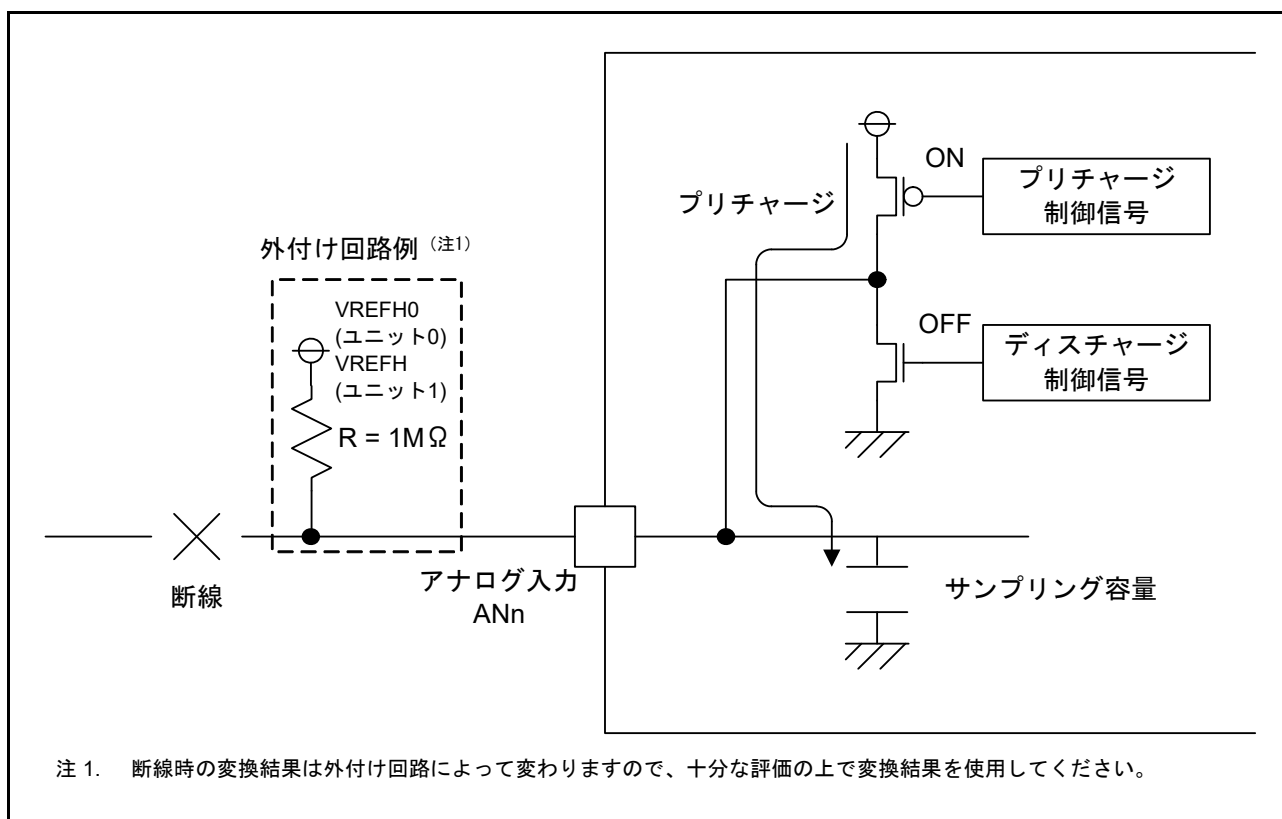 外付け回路例（注1）
VREFH0
(ユニット0)
VREFH
(ユニット1)
R = 1MΩ
断線
アナログ入力
ANn
プリチャージ
ON
プリチャージ
制御信号
OFF
ディスチャージ
制御信号
サンプリング容量
注 1. 断線時の変換結果は外付け回路によって変わりますので、十分な評価の上で変換結果を使用してください。